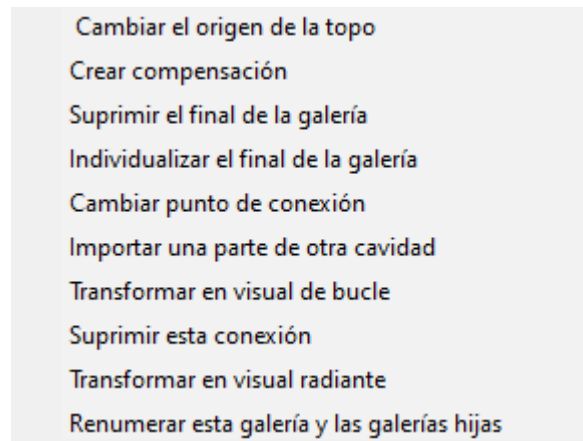 Cambiar el origen de la topo
Crear compensación
Suprimir el final de la galería
Individualizar el final de la galería
Cambiar punto de conexión
Importar una parte de otra cavidad
Transformar en visual de bucle
Suprimir esta conexión
Transformar en visual radiante
Renumerar esta galería y las galerías hijas